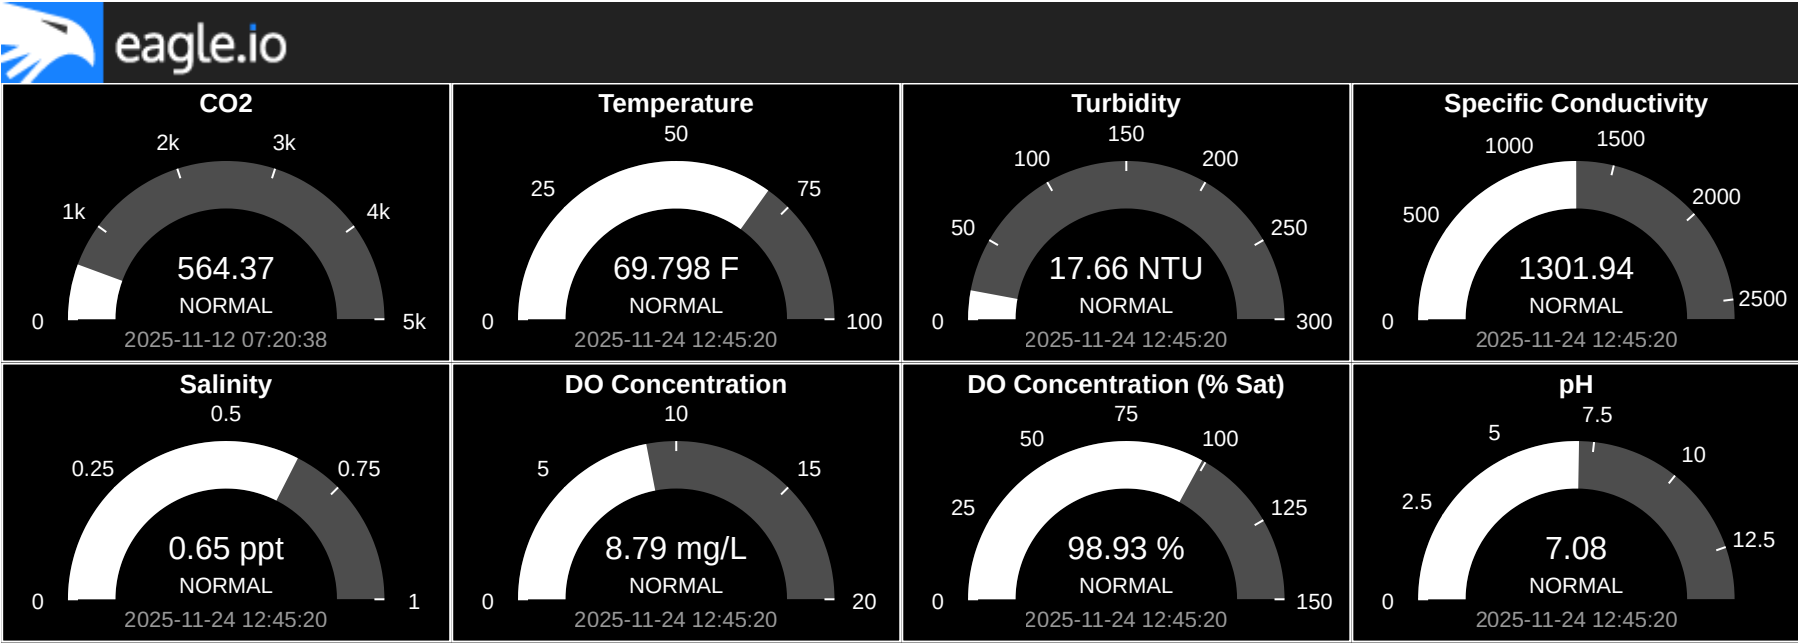 eagle.io
CO2
0
1k
2k
3k
4k
5k
564.37
NORMAL
2025-11-12 07:20:38
Temperature
0
25
50
75
100
69.798 F
NORMAL
2025-11-24 12:45:20
Turbidity
0
50
100
150
200
250
300
17.66 NTU
NORMAL
2025-11-24 12:45:20
Specific Conductivity
0
500
1000
1500
2000
2500
1301.94
NORMAL
2025-11-24 12:45:20
Salinity
0
0.25
0.5
0.75
1
0.65 ppt
NORMAL
2025-11-24 12:45:20
DO Concentration
0
5
10
15
20
8.79 mg/L
NORMAL
2025-11-24 12:45:20
DO Concentration (% Sat)
0
25
50
75
100
125
150
98.93 %
NORMAL
2025-11-24 12:45:20
pH
0
2.5
5
7.5
10
12.5
7.08
NORMAL
2025-11-24 12:45:20